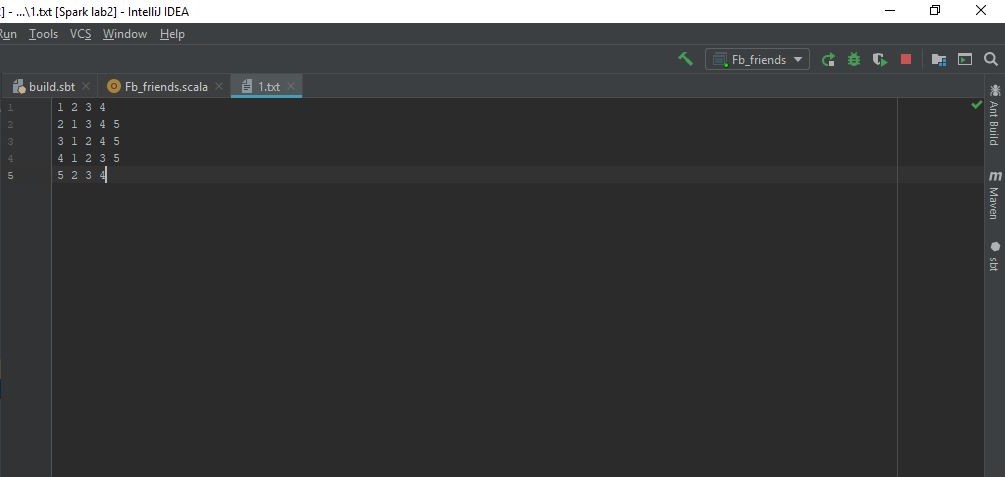 ] - ...\1.txt [Spark lab2] - IntelliJ IDEA
Run Tools VCS Window Help
Fb_friends
build.sbt Fb_friends.scala 1.txt
1 1 2 3 4
2 2 1 3 4 5
3 3 1 2 4 5
4 4 1 2 3 5
5 5 2 3 4
Ant Build
m Maven
sbt